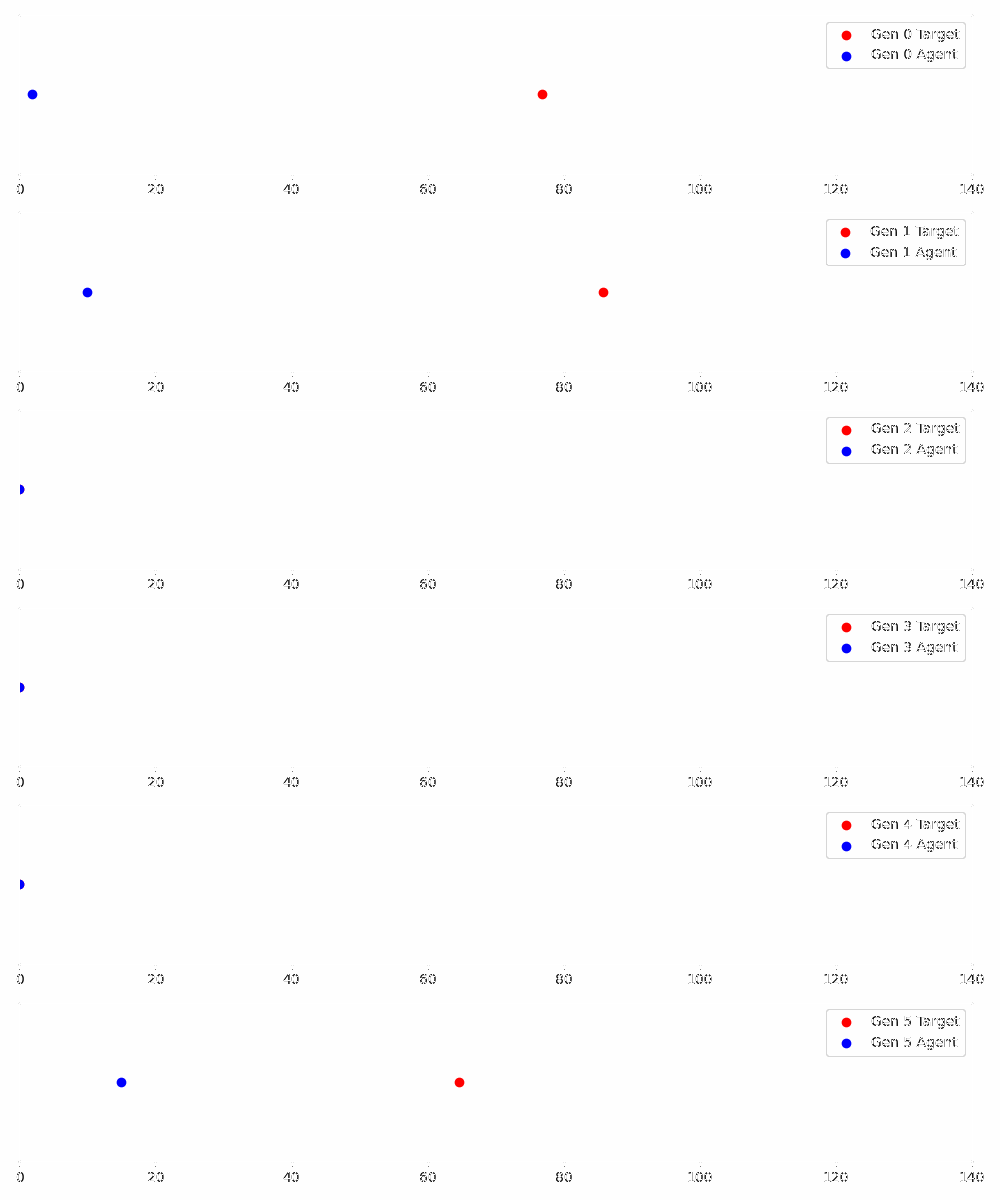 Gen 0 Target
Gen 0 Agent
0 20 40 60 80 100 120 140
Gen 1 Target
Gen 1 Agent
0 20 40 60 80 100 120 140
Gen 2 Target
Gen 2 Agent
0 20 40 60 80 100 120 140
Gen 3 Target
Gen 3 Agent
0 20 40 60 80 100 120 140
Gen 4 Target
Gen 4 Agent
0 20 40 60 80 100 120 140
Gen 5 Target
Gen 5 Agent
0 20 40 60 80 100 120 140